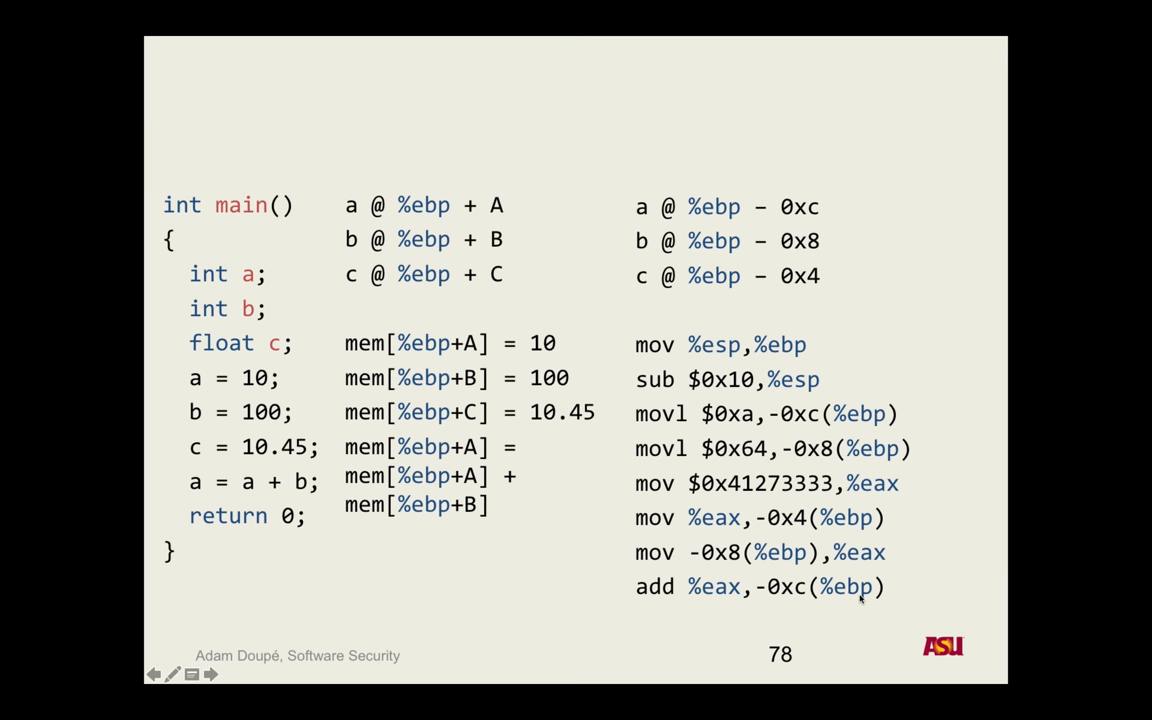 int main()
{
int a;
int b;
float c;
a = 10;
b = 100;
c = 10.45;
a = a + b;
return 0;
}
a @ %ebp + A
b @ %ebp + B
c @ %ebp + C
mem[%ebp+A] = 10
mem[%ebp+B] = 100
mem[%ebp+C] = 10.45
mem[%ebp+A] =
mem[%ebp+A] +
mem[%ebp+B]
a @ %ebp – 0xc
b @ %ebp – 0x8
c @ %ebp – 0x4
mov %esp,%ebp
sub $0x10,%esp
movl $0xa,-0xc(%ebp)
movl $0x64,-0x8(%ebp)
mov $0x41273333,%eax
mov %eax,-0x4(%ebp)
mov -0x8(%ebp),%eax
add %eax,-0xc(%ebp)
Adam Doupé, Software Security
78
ASU